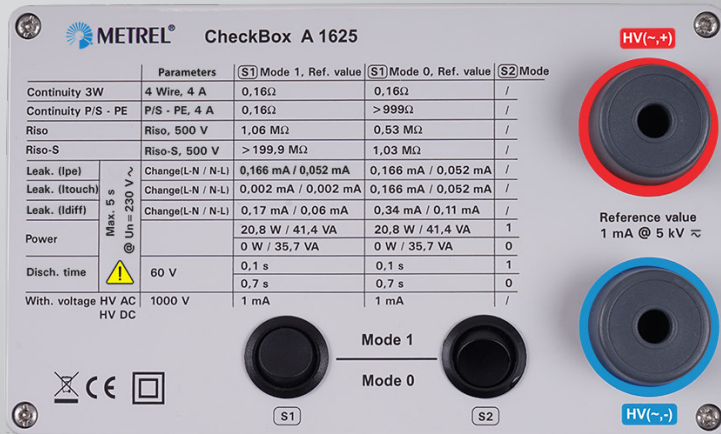 METREL® CheckBox A 1625
HV(~,+)
Parameters S1 Mode 1, Ref. value S1 Mode 0, Ref. value S2 Mode
Continuity 3W 4 Wire, 4 A 0,16Ω 0,16Ω /
Continuity P/S - PE P/S - PE, 4 A 0,16Ω >999Ω /
Riso Riso, 500 V 1,06 MΩ 0,53 MΩ /
Riso-S Riso-S, 500 V >199,9 MΩ 1,03 MΩ /
Leak. (Ipe) Change(L-N / N-L) 0,166 mA / 0,052 mA 0,166 mA / 0,052 mA /
Leak. (Itouch) Change(L-N / N-L) 0,002 mA / 0,002 mA 0,166 mA / 0,052 mA /
Leak. (Idiff) Change(L-N / N-L) 0,17 mA / 0,06 mA 0,34 mA / 0,11 mA /
Max. 5 s
@ Un= 230 V ~
Power 20,8 W / 41,4 VA 20,8 W / 41,4 VA 1
0 W / 35,7 VA 0 W / 35,7 VA 0
Disch. time 60 V 0,1 s 0,1 s 1
0,7 s 0,7 s 0
With. voltage HV AC 1000 V 1 mA 1 mA /
HV DC
Reference value
1 mA @ 5 kV ≂
Mode 1
Mode 0
CE
S1 S2
HV(~,-)